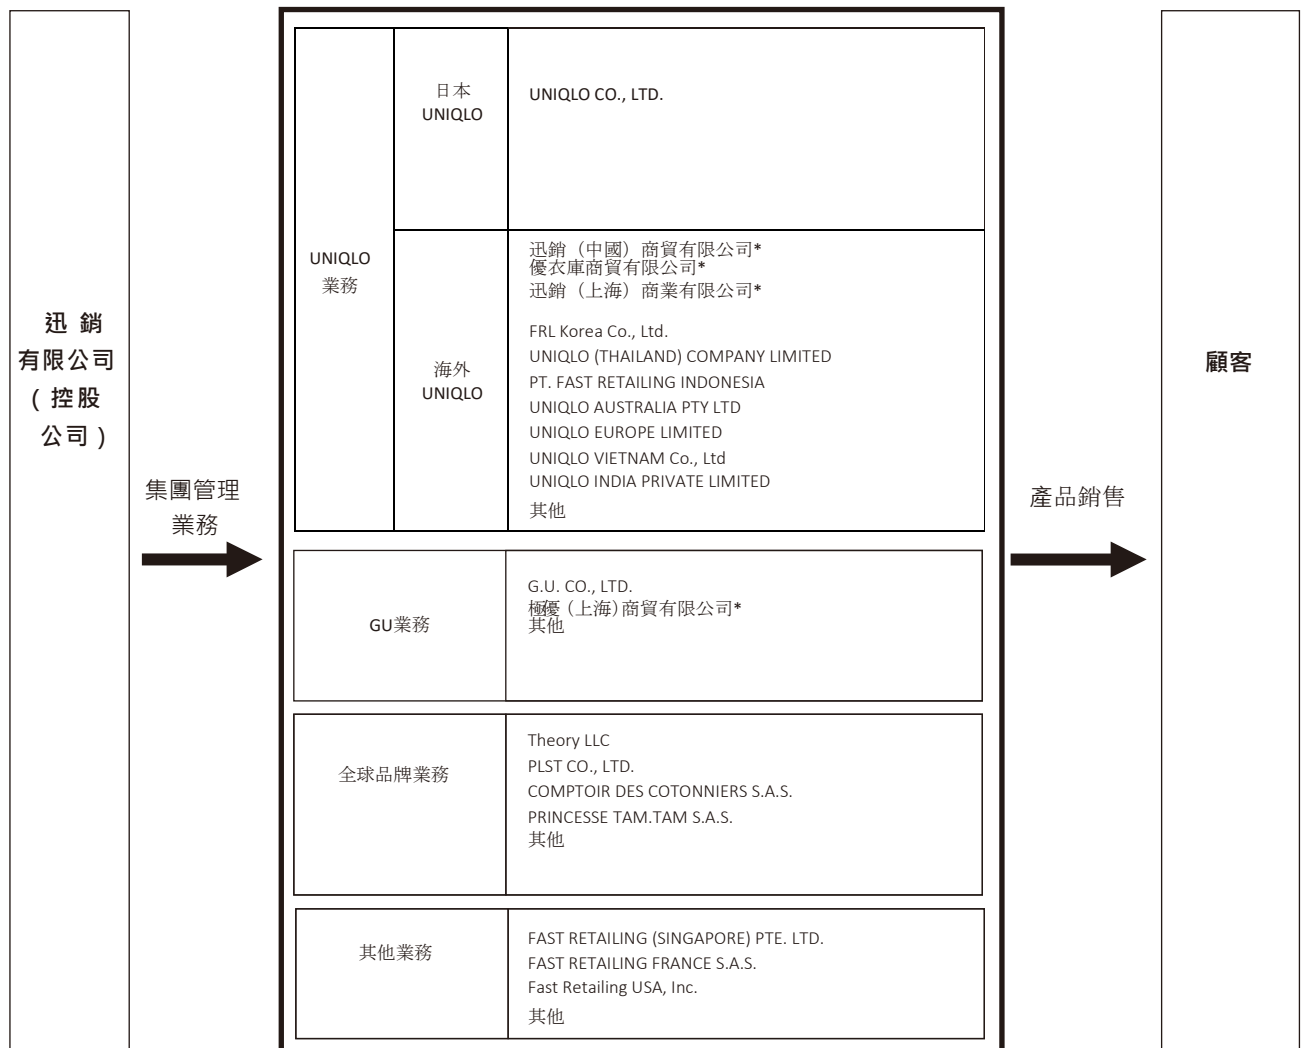 迅 銷
有限公司
( 控股
公司 )
集團管理
業務
UNIQLO
業務
日本
UNIQLO
UNIQLO CO., LTD.
海外
UNIQLO
迅銷（中國）商貿有限公司*
優衣庫商貿有限公司*
迅銷（上海）商業有限公司*
FRL Korea Co., Ltd.
UNIQLO (THAILAND) COMPANY LIMITED
PT. FAST RETAILING INDONESIA
UNIQLO AUSTRALIA PTY LTD
UNIQLO EUROPE LIMITED
UNIQLO VIETNAM Co., Ltd
UNIQLO INDIA PRIVATE LIMITED
其他
GU業務
G.U. CO., LTD.
極優（上海）商貿有限公司*
其他
全球品牌業務
Theory LLC
PLST CO., LTD.
COMPTOIR DES COTONNIERS S.A.S.
PRINCESSE TAM.TAM S.A.S.
其他
其他業務
FAST RETAILING (SINGAPORE) PTE. LTD.
FAST RETAILING FRANCE S.A.S.
Fast Retailing USA, Inc.
其他
產品銷售
顧客